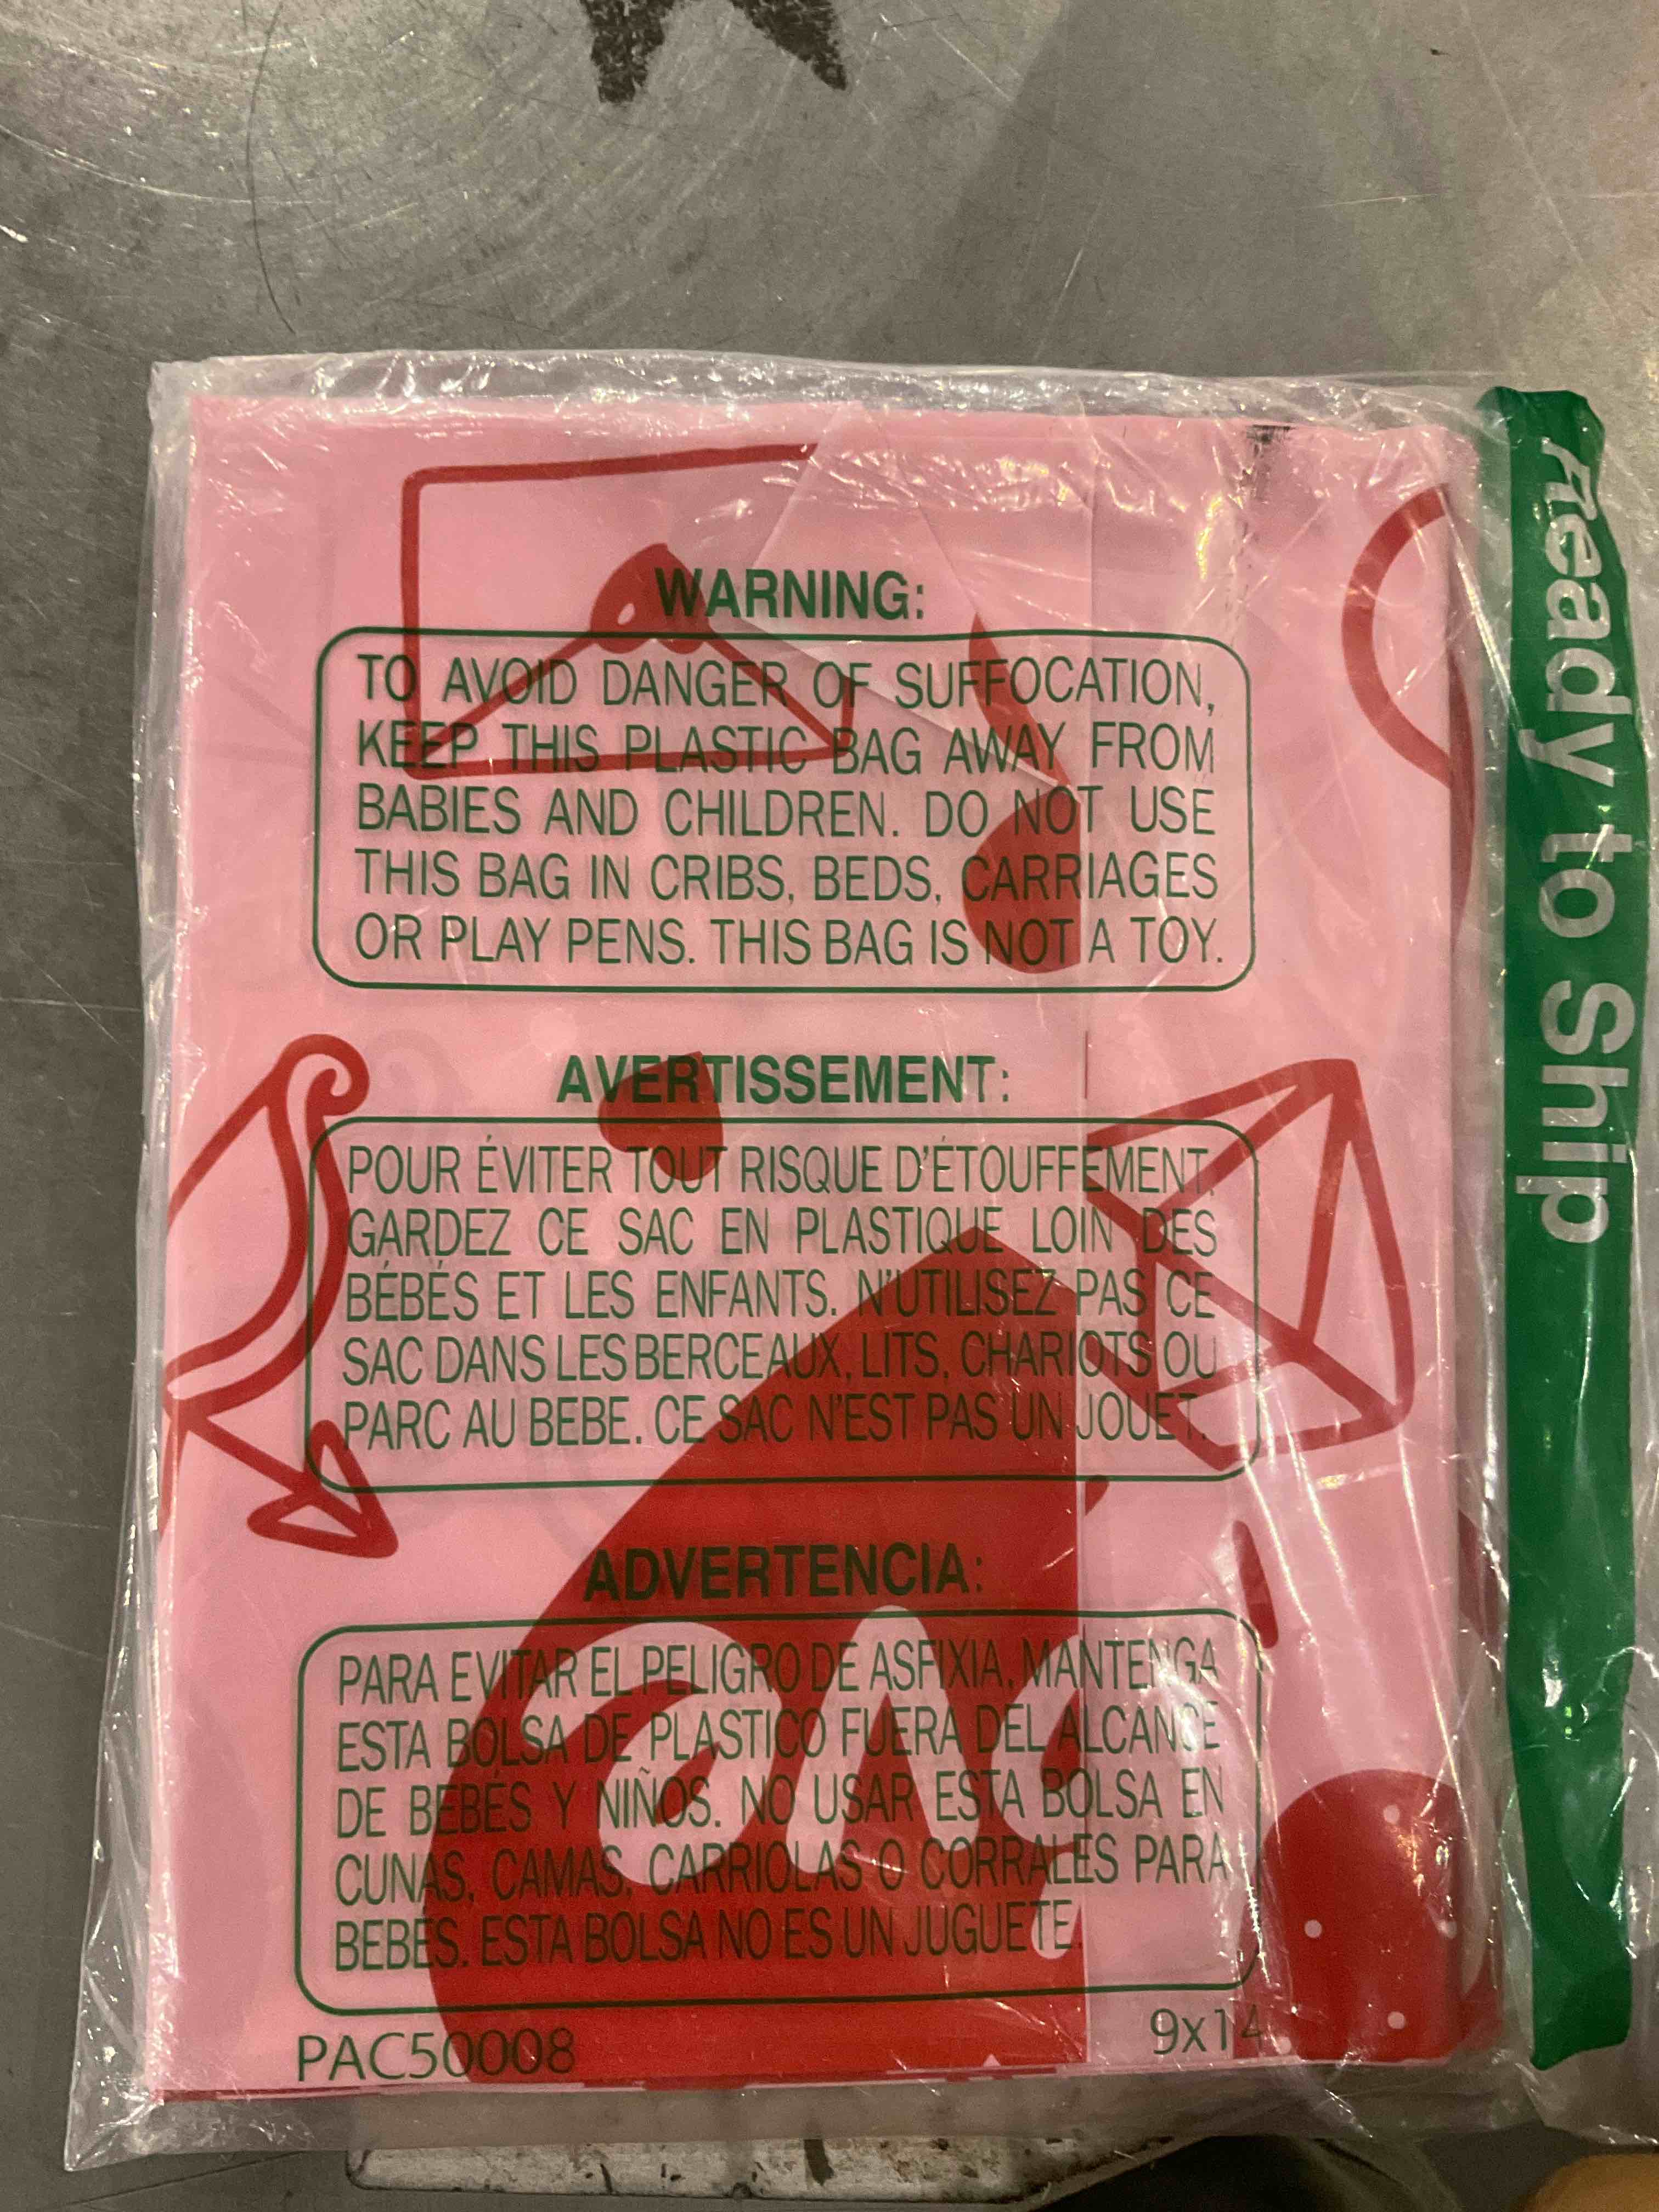 WARNING:
TO AVOID DANGER OF SUFFOCATION,
KEEP THIS PLASTIC BAG AWAY FROM
BABIES AND CHILDREN. DO NOT USE
THIS BAG IN CRIBS, BEDS, CARRIAGES
OR PLAY PENS. THIS BAG IS NOT A TOY.
AVERTISSEMENT:
POUR ÉVITER TOUT RISQUE D'ÉTOUFFEMENT,
GARDEZ CE SAC EN PLASTIQUE LOIN DES
BÉBÉS ET LES ENFANTS. N'UTILISEZ PAS CE
SAC DANS LES BERCEAUX, LITS, CHARIOTS OU
PARC AU BEBE. CE SAC N'EST PAS UN JOUET.
ADVERTENCIA:
PARA EVITAR EL PELIGRO DE ASFIXIA, MANTENGA
ESTA BOLSA DE PLASTICO FUERA DEL ALCANCE
DE BEBÉS Y NIÑOS. NO USAR ESTA BOLSA EN
CUNAS, CAMAS, CARRIOLAS O CORRALES PARA
BEBÉS. ESTA BOLSA NO ES UN JUGUETE.
PAC50008
9x14
Ready to Ship